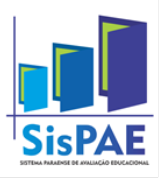 SisPAE
SISTEMA PARAENSE DE AVALIAÇÃO EDUCACIONAL